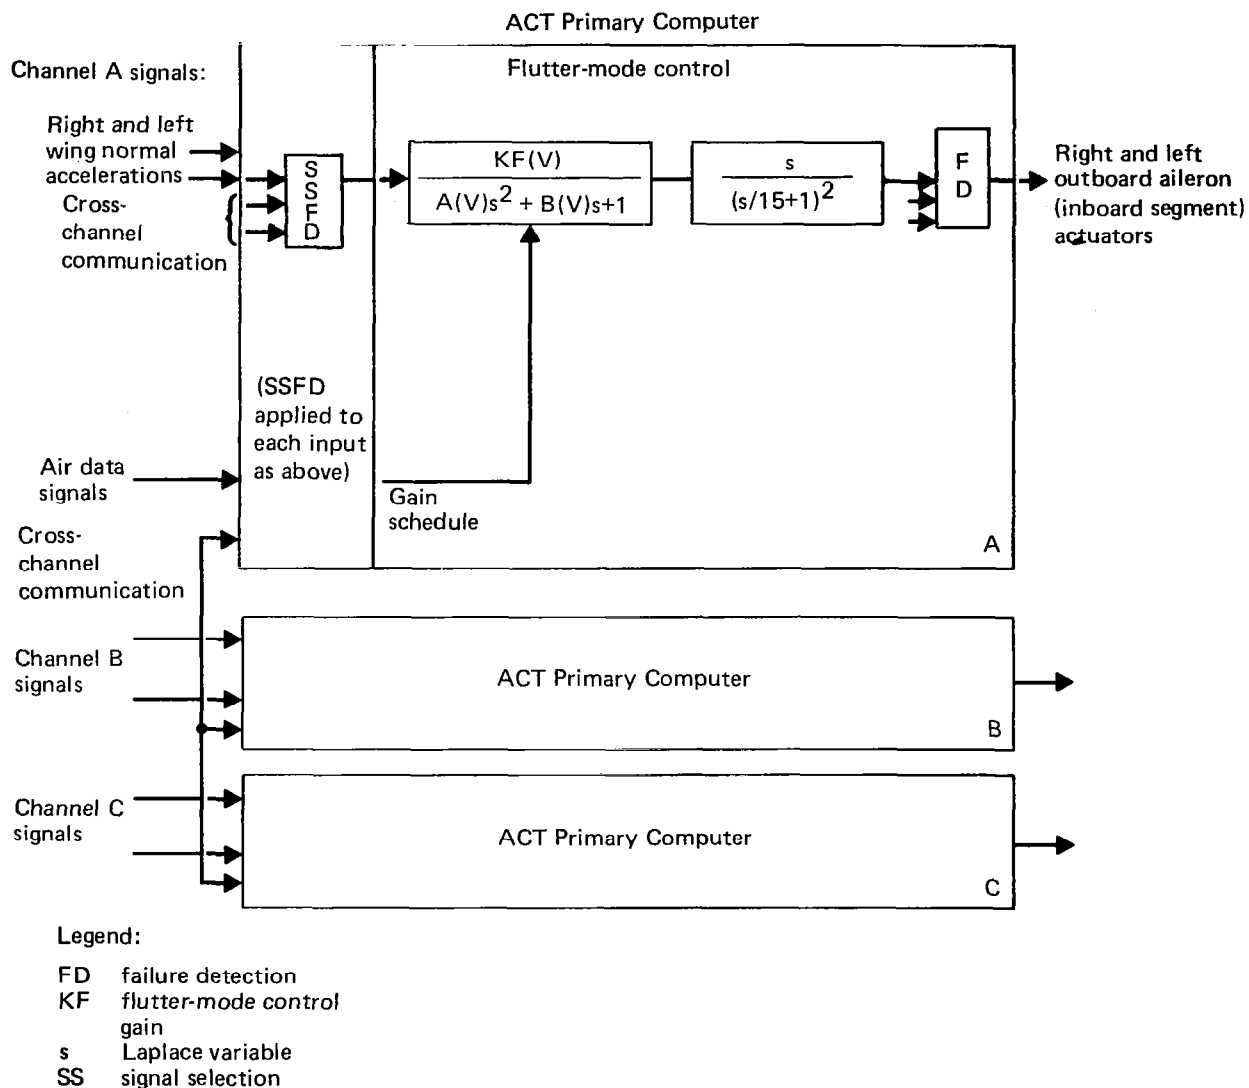 ACT Primary Computer
Channel A signals:
Flutter-mode control
Right and left
wing normal
accelerations
Cross-
channel
communication
S
S
F
D
KF(V)
A(V)s² + B(V)s+1
s
(s/15+1)²
F
D
Right and left
outboard aileron
(inboard segment)
actuators
(SSFD
applied to
each input
as above)
Air data
signals
Gain
schedule
Cross-
channel
communication
A
Channel B
signals
ACT Primary Computer
B
Channel C
signals
ACT Primary Computer
C
Legend:
FD failure detection
KF flutter-mode control
gain
s Laplace variable
SS signal selection